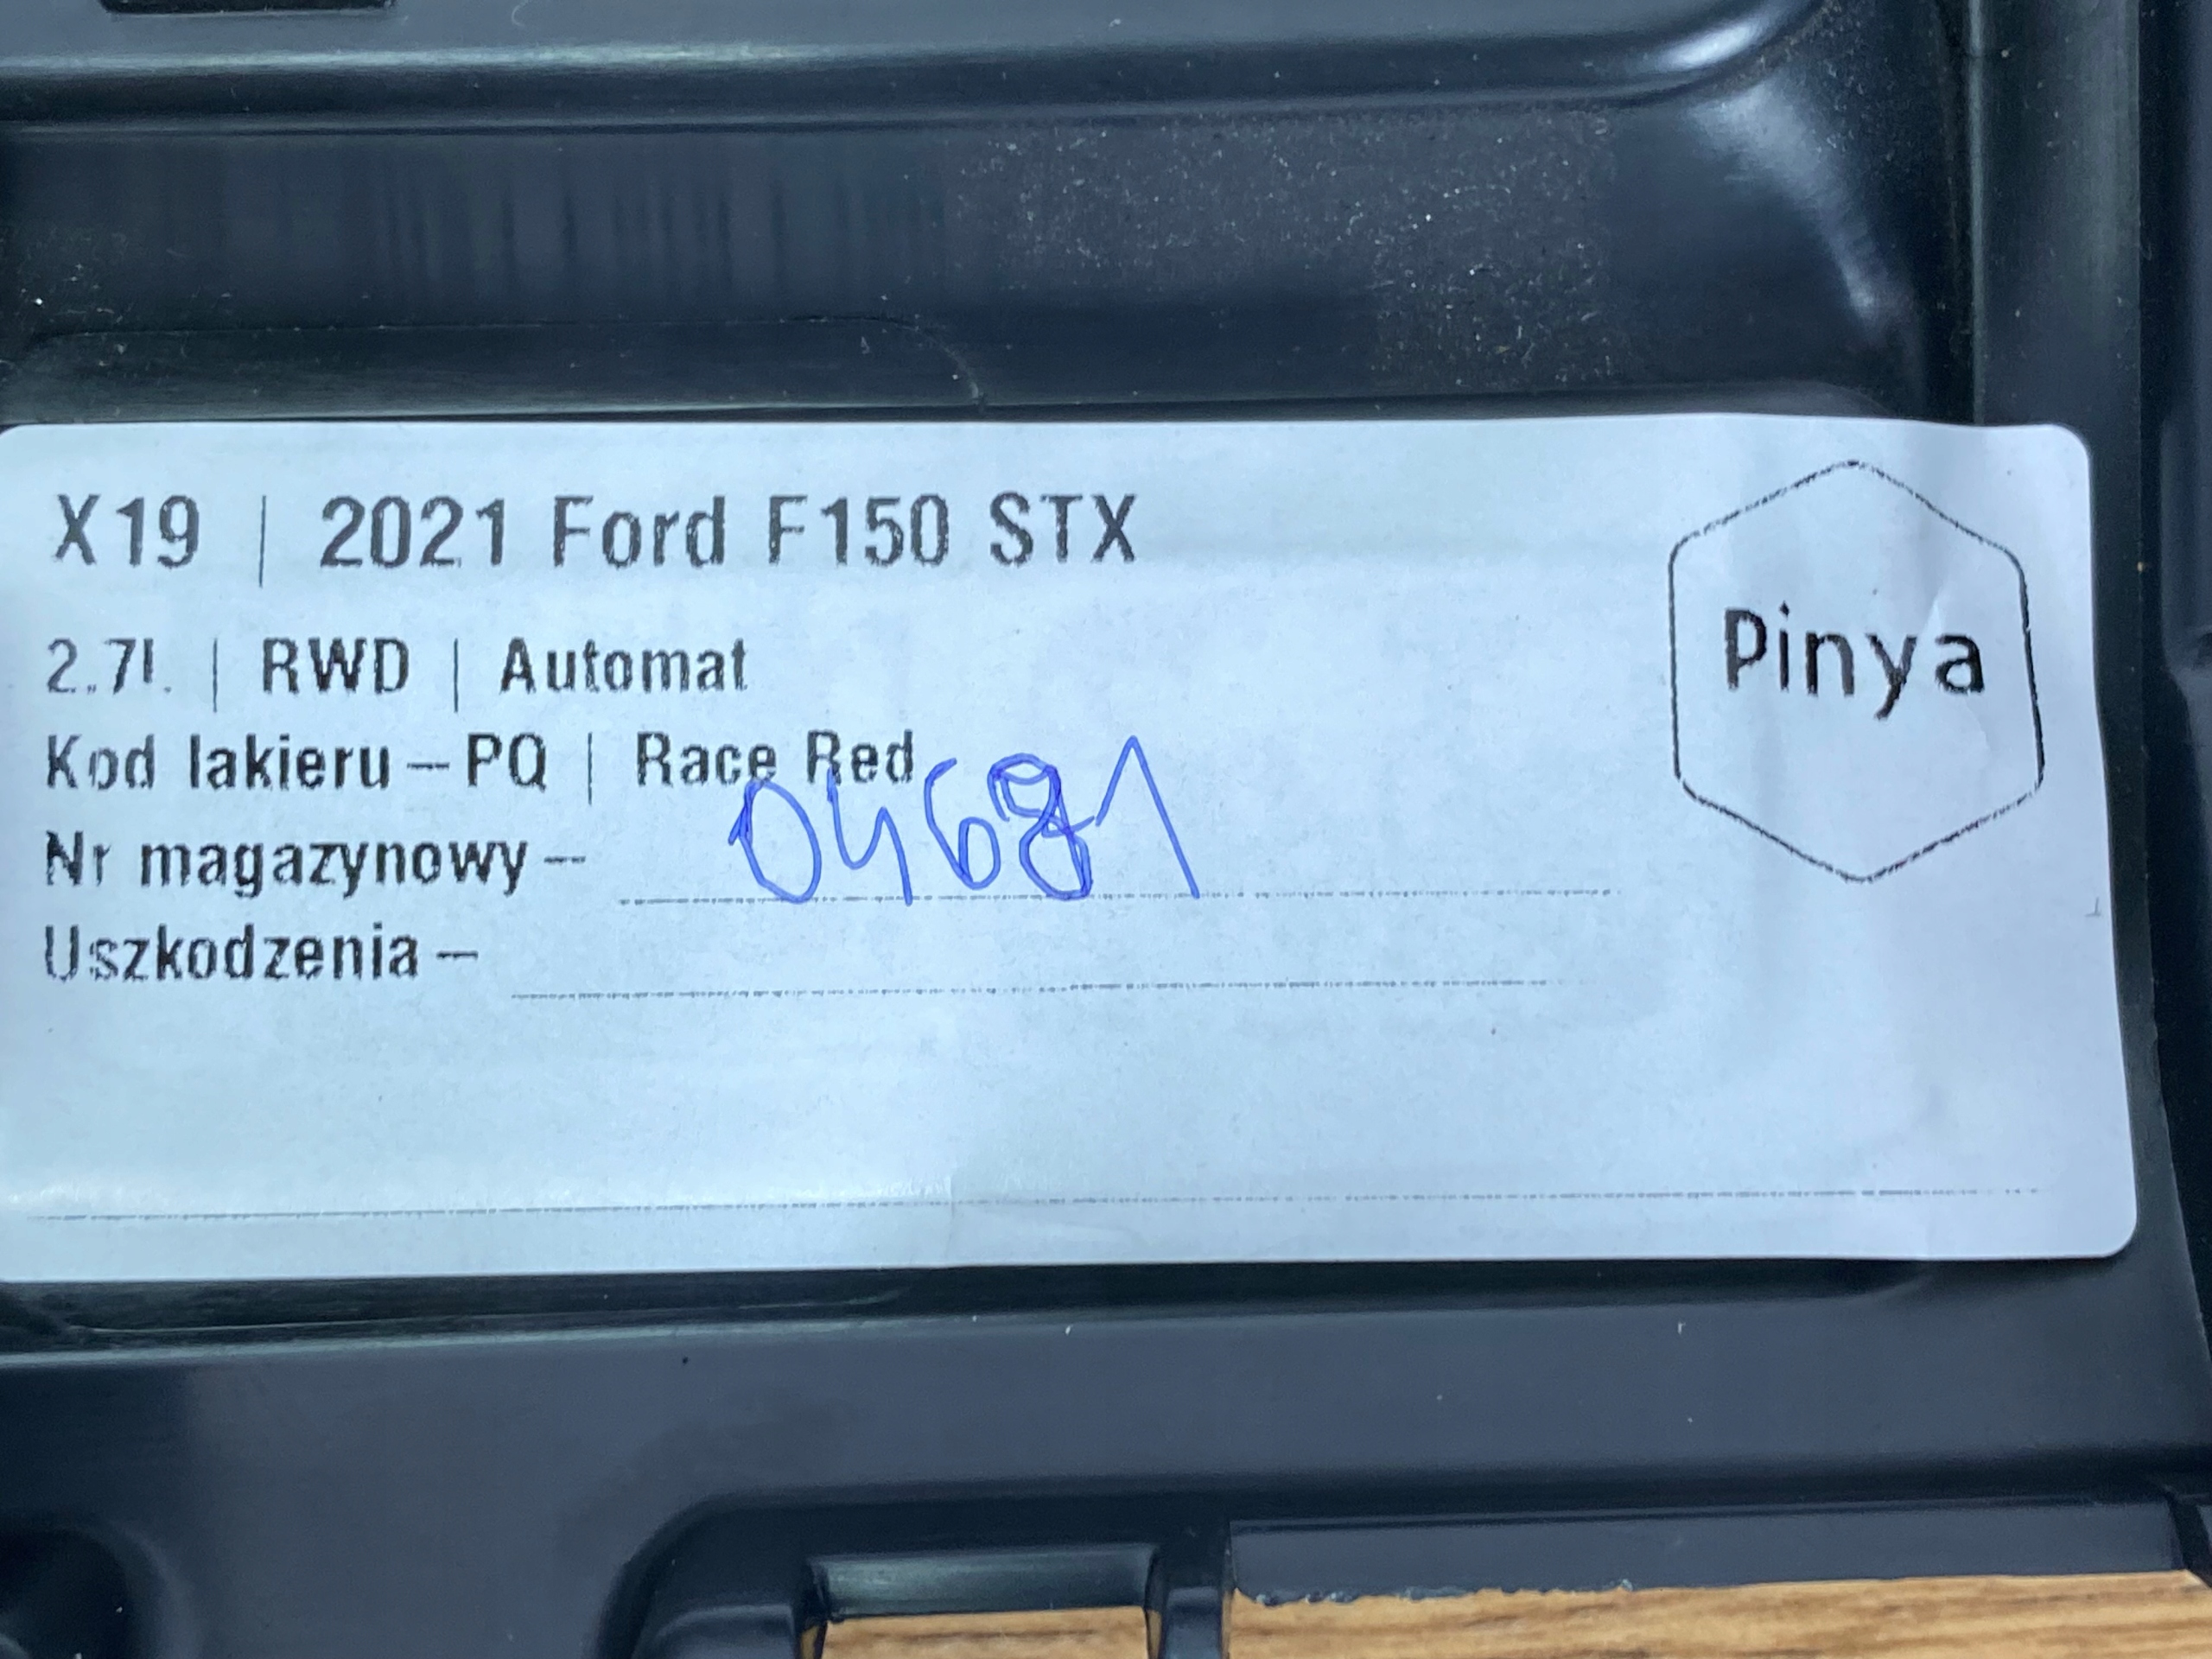 X19 | 2021 Ford F150 STX
Pinya
2.7l. | RWD | Automat
Kod lakieru – PQ | Race Red
Nr magazynowy – 04681
Uszkodzenia –